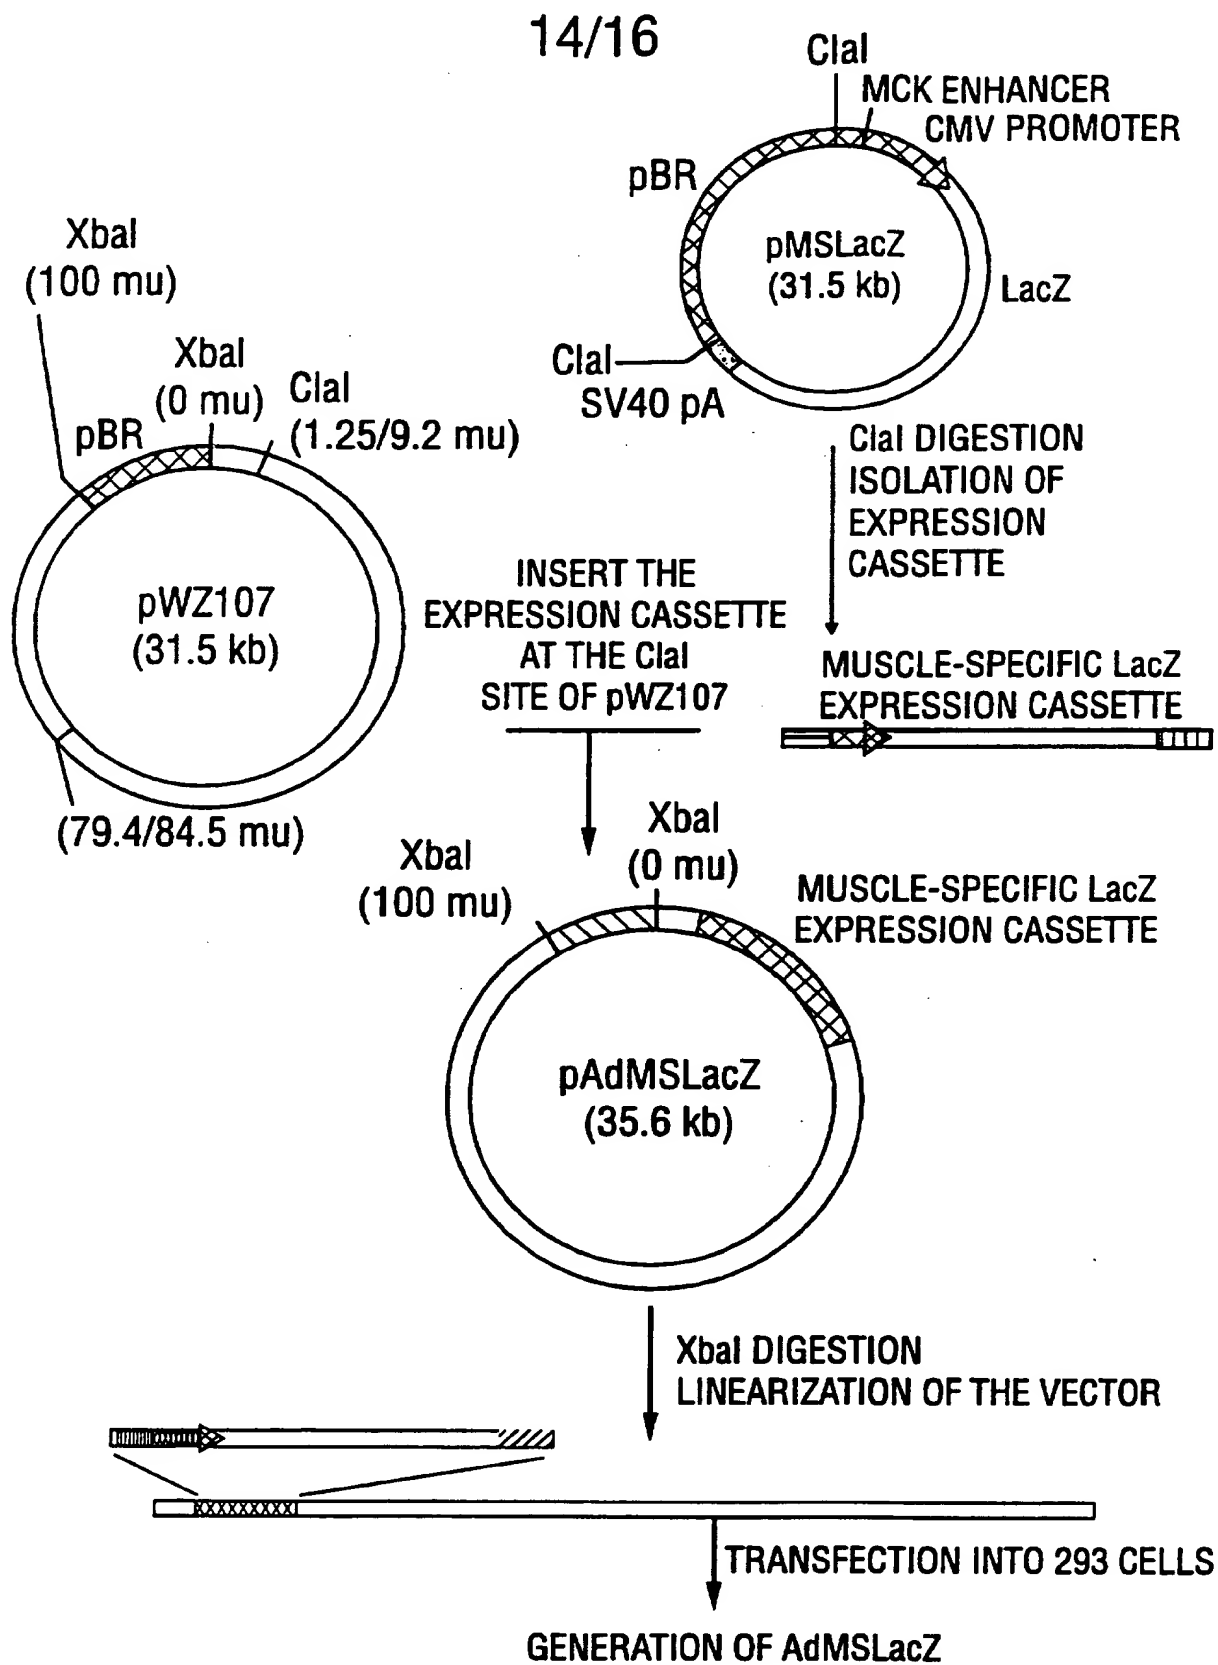 14/16
ClaI
MCK ENHANCER
CMV PROMOTER
pBR
pMSLacZ
(31.5 kb)
LacZ
ClaI
SV40 pA
XbaI
(100 mu)
XbaI
(0 mu)
ClaI
(1.25/9.2 mu)
pBR
pWZ107
(31.5 kb)
(79.4/84.5 mu)
ClaI DIGESTION
ISOLATION OF
EXPRESSION
CASSETTE
INSERT THE
EXPRESSION CASSETTE
AT THE ClaI
SITE OF pWZ107
MUSCLE-SPECIFIC LacZ
EXPRESSION CASSETTE
XbaI
(100 mu)
XbaI
(0 mu)
MUSCLE-SPECIFIC LacZ
EXPRESSION CASSETTE
pAdMSLacZ
(35.6 kb)
XbaI DIGESTION
LINEARIZATION OF THE VECTOR
TRANSFECTION INTO 293 CELLS
GENERATION OF AdMSLacZ